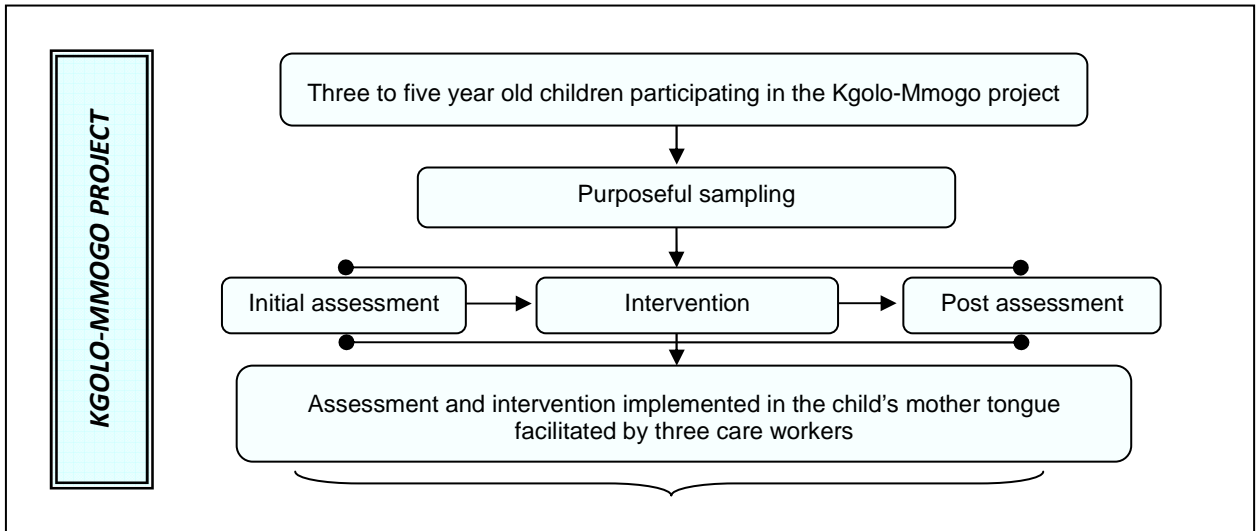 KGOLO-MMOGO PROJECT
Three to five year old children participating in the Kgolo-Mmogo project
Purposeful sampling
Initial assessment
Intervention
Post assessment
Assessment and intervention implemented in the child’s mother tongue
facilitated by three care workers